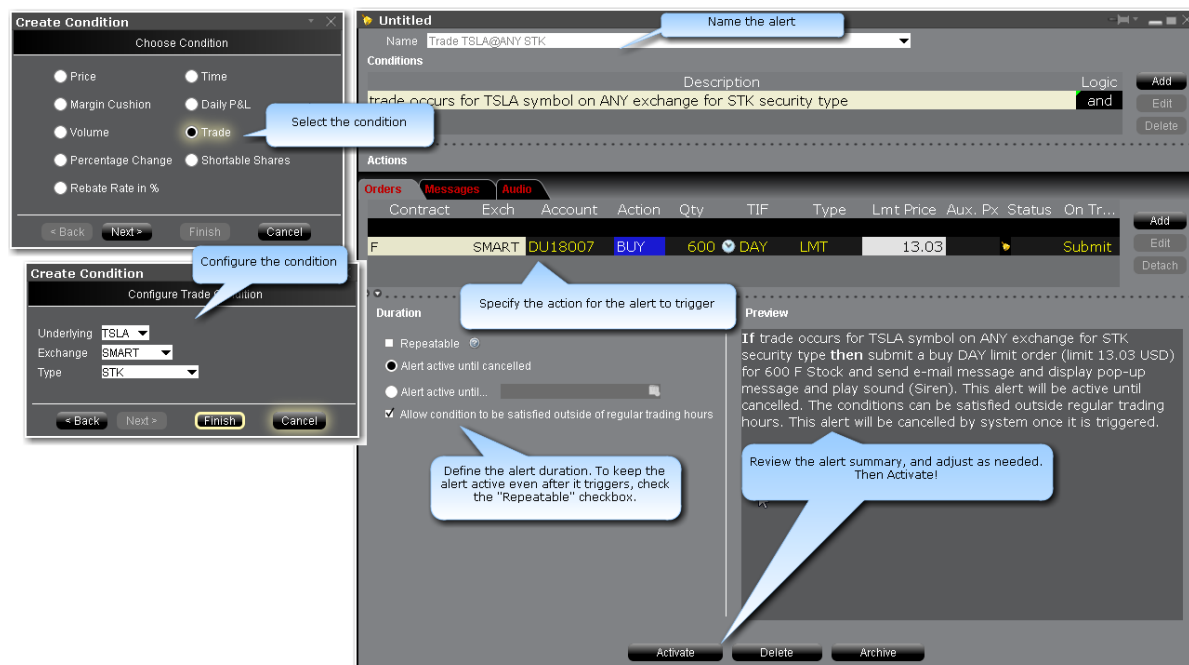 Create Condition
Choose Condition
Price
Time
Margin Cushion
Daily P&L
Volume
Trade
Percentage Change
Shortable Shares
Rebate Rate in %
< Back
Next >
Finish
Cancel
Select the condition
Create Condition
Configure the condition
Configure Trade Condition
Underlying TSLA
Exchange SMART
Type STK
< Back
Next >
Finish
Cancel
Untitled
Name the alert
Name Trade TSLA@ANY STK
Conditions
Description Logic
trade occurs for TSLA symbol on ANY exchange for STK security type and
Add
Edit
Delete
Actions
Orders Messages Audio
Contract Exch Account Action Qty TIF Type Lmt Price Aux. Px Status On Tr...
F SMART DU18007 BUY 600 DAY LMT 13.03 Submit
Add
Edit
Detach
Specify the action for the alert to trigger
Duration
Repeatable
Alert active until cancelled
Alert active until...
Allow condition to be satisfied outside of regular trading hours
Define the alert duration. To keep the
alert active even after it triggers, check
the "Repeatable" checkbox.
Preview
If trade occurs for TSLA symbol on ANY exchange for STK
security type then submit a buy DAY limit order (limit 13.03 USD)
for 600 F Stock and send e-mail message and display pop-up
message and play sound (Siren). This alert will be active until
cancelled. The conditions can be satisfied outside regular trading
hours. This alert will be cancelled by system once it is triggered.
Review the alert summary, and adjust as needed.
Then Activate!
Activate
Delete
Archive